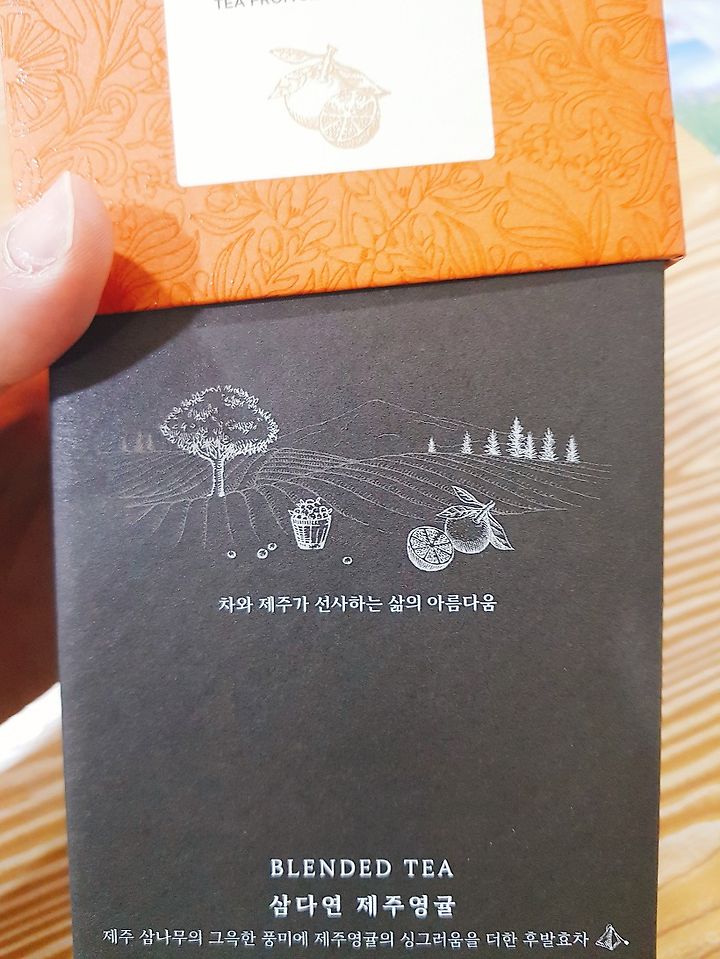 TEA FROM
차와 제주가 선사하는 삶의 아름다움
BLENDED TEA
삼다연 제주영귤
제주 삼나무의 그윽한 풍미에 제주영귤의 싱그러움을 더한 후발효차